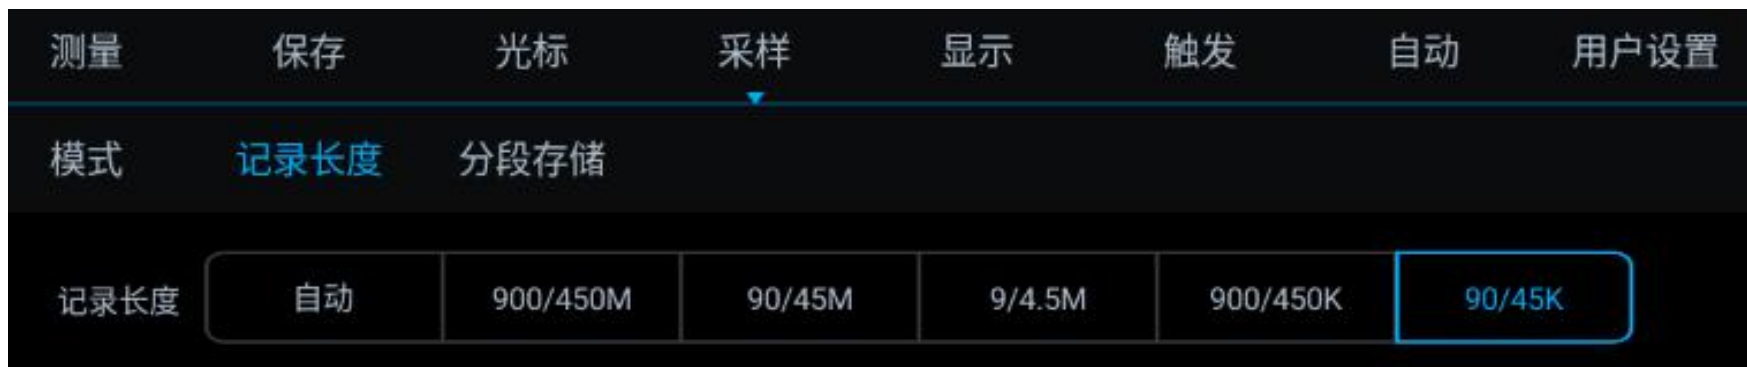 测量 保存 光标 采样 显示 触发 自动 用户设置
模式 记录长度 分段存储
记录长度 自动 900/450M 90/45M 9/4.5M 900/450K 90/45K